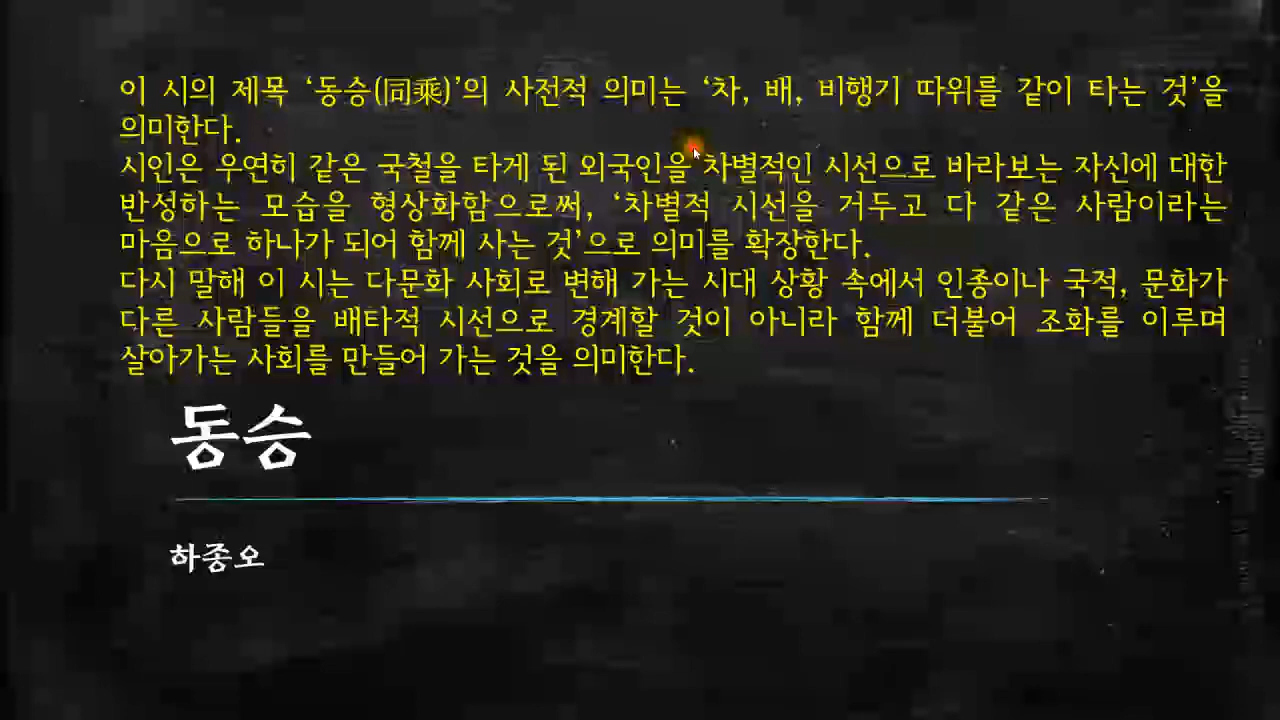 이 시의 제목 ‘동승(同乘)’의 사전적 의미는 ‘차, 배, 비행기 따위를 같이 타는 것’을
의미한다.
시인은 우연히 같은 국철을 타게 된 외국인을 차별적인 시선으로 바라보는 자신에 대한
반성하는 모습을 형상화함으로써, ‘차별적 시선을 거두고 다 같은 사람이라는
마음으로 하나가 되어 함께 사는 것’으로 의미를 확장한다.
다시 말해 이 시는 다문화 사회로 변해 가는 시대 상황 속에서 인종이나 국적, 문화가
다른 사람들을 배타적 시선으로 경계할 것이 아니라 함께 더불어 조화를 이루며
살아가는 사회를 만들어 가는 것을 의미한다.
동승
하종오